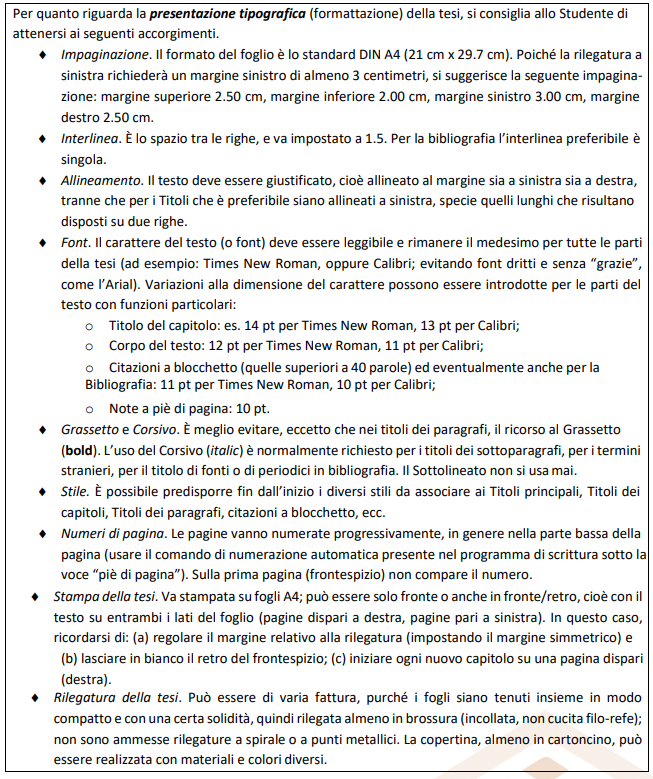 Per quanto riguarda la presentazione tipografica (formattazione) della tesi, si consiglia allo Studente di
attenersi ai seguenti accorgimenti.
♦ Impaginazione. Il formato del foglio è lo standard DIN A4 (21 cm x 29.7 cm). Poiché la rilegatura a
sinistra richiederà un margine sinistro di almeno 3 centimetri, si suggerisce la seguente impagina-
zione: margine superiore 2.50 cm, margine inferiore 2.00 cm, margine sinistro 3.00 cm, margine
destro 2.50 cm.
♦ Interlinea. È lo spazio tra le righe, e va impostato a 1.5. Per la bibliografia l'interlinea preferibile è
singola.
♦ Allineamento. Il testo deve essere giustificato, cioè allineato al margine sia a sinistra sia a destra,
tranne che per i Titoli che è preferibile siano allineati a sinistra, specie quelli lunghi che risultano
disposti su due righe.
♦ Font. Il carattere del testo (o font) deve essere leggibile e rimanere il medesimo per tutte le parti
della tesi (ad esempio: Times New Roman, oppure Calibri; evitando font dritti e senza "grazie",
come l'Arial). Variazioni alla dimensione del carattere possono essere introdotte per le parti del
testo con funzioni particolari:
o Titolo del capitolo: es. 14 pt per Times New Roman, 13 pt per Calibri;
o Corpo del testo: 12 pt per Times New Roman, 11 pt per Calibri;
o Citazioni a blocchetto (quelle superiori a 40 parole) ed eventualmente anche per la
Bibliografia: 11 pt per Times New Roman, 10 pt per Calibri;
o Note a piè di pagina: 10 pt.
♦ Grassetto e Corsivo. È meglio evitare, eccetto che nei titoli dei paragrafi, il ricorso al Grassetto
(bold). L'uso del Corsivo (italic) è normalmente richiesto per i titoli dei sottoparagrafi, per i termini
stranieri, per il titolo di fonti o di periodici in bibliografia. Il Sottolineato non si usa mai.
♦ Stile. È possibile predisporre fin dall'inizio i diversi stili da associare ai Titoli principali, Titoli dei
capitoli, Titoli dei paragrafi, citazioni a blocchetto, ecc.
♦ Numeri di pagina. Le pagine vanno numerate progressivamente, in genere nella parte bassa della
pagina (usare il comando di numerazione automatica presente nel programma di scrittura sotto la
voce "piè di pagina"). Sulla prima pagina (frontespizio) non compare il numero.
♦ Stampa della tesi. Va stampata su fogli A4; può essere solo fronte o anche in fronte/retro, cioè con il
testo su entrambi i lati del foglio (pagine dispari a destra, pagine pari a sinistra). In questo caso,
ricordarsi di: (a) regolare il margine relativo alla rilegatura (impostando il margine simmetrico) e
(b) lasciare in bianco il retro del frontespizio; (c) iniziare ogni nuovo capitolo su una pagina dispari
(destra).
♦ Rilegatura della tesi. Può essere di varia fattura, purché i fogli siano tenuti insieme in modo
compatto e con una certa solidità, quindi rilegata almeno in brossura (incollata, non cucita filo-refe);
non sono ammesse rilegature a spirale o a punti metallici. La copertina, almeno in cartoncino, può
essere realizzata con materiali e colori diversi.